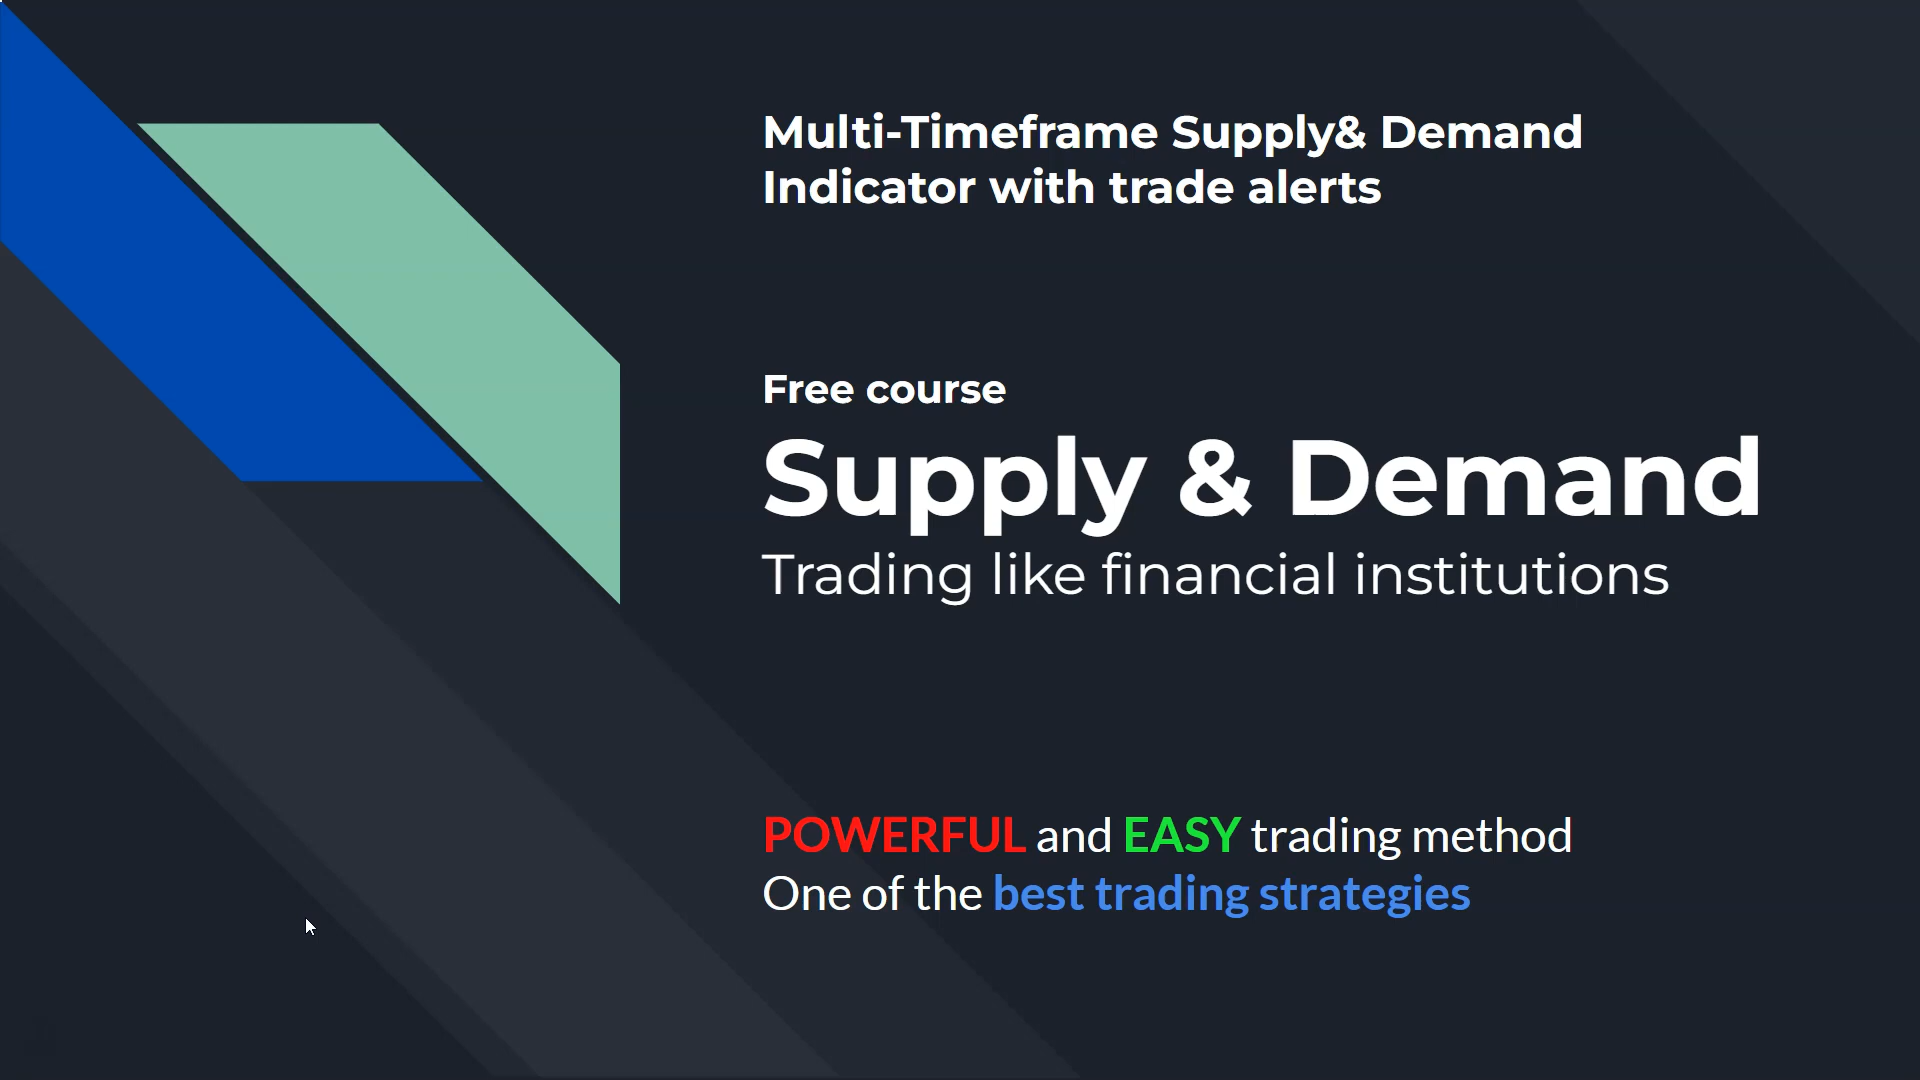 Multi-Timeframe Supply& Demand
Indicator with trade alerts
Free course
Supply & Demand
Trading like financial institutions
POWERFUL and EASY trading method
One of the best trading strategies